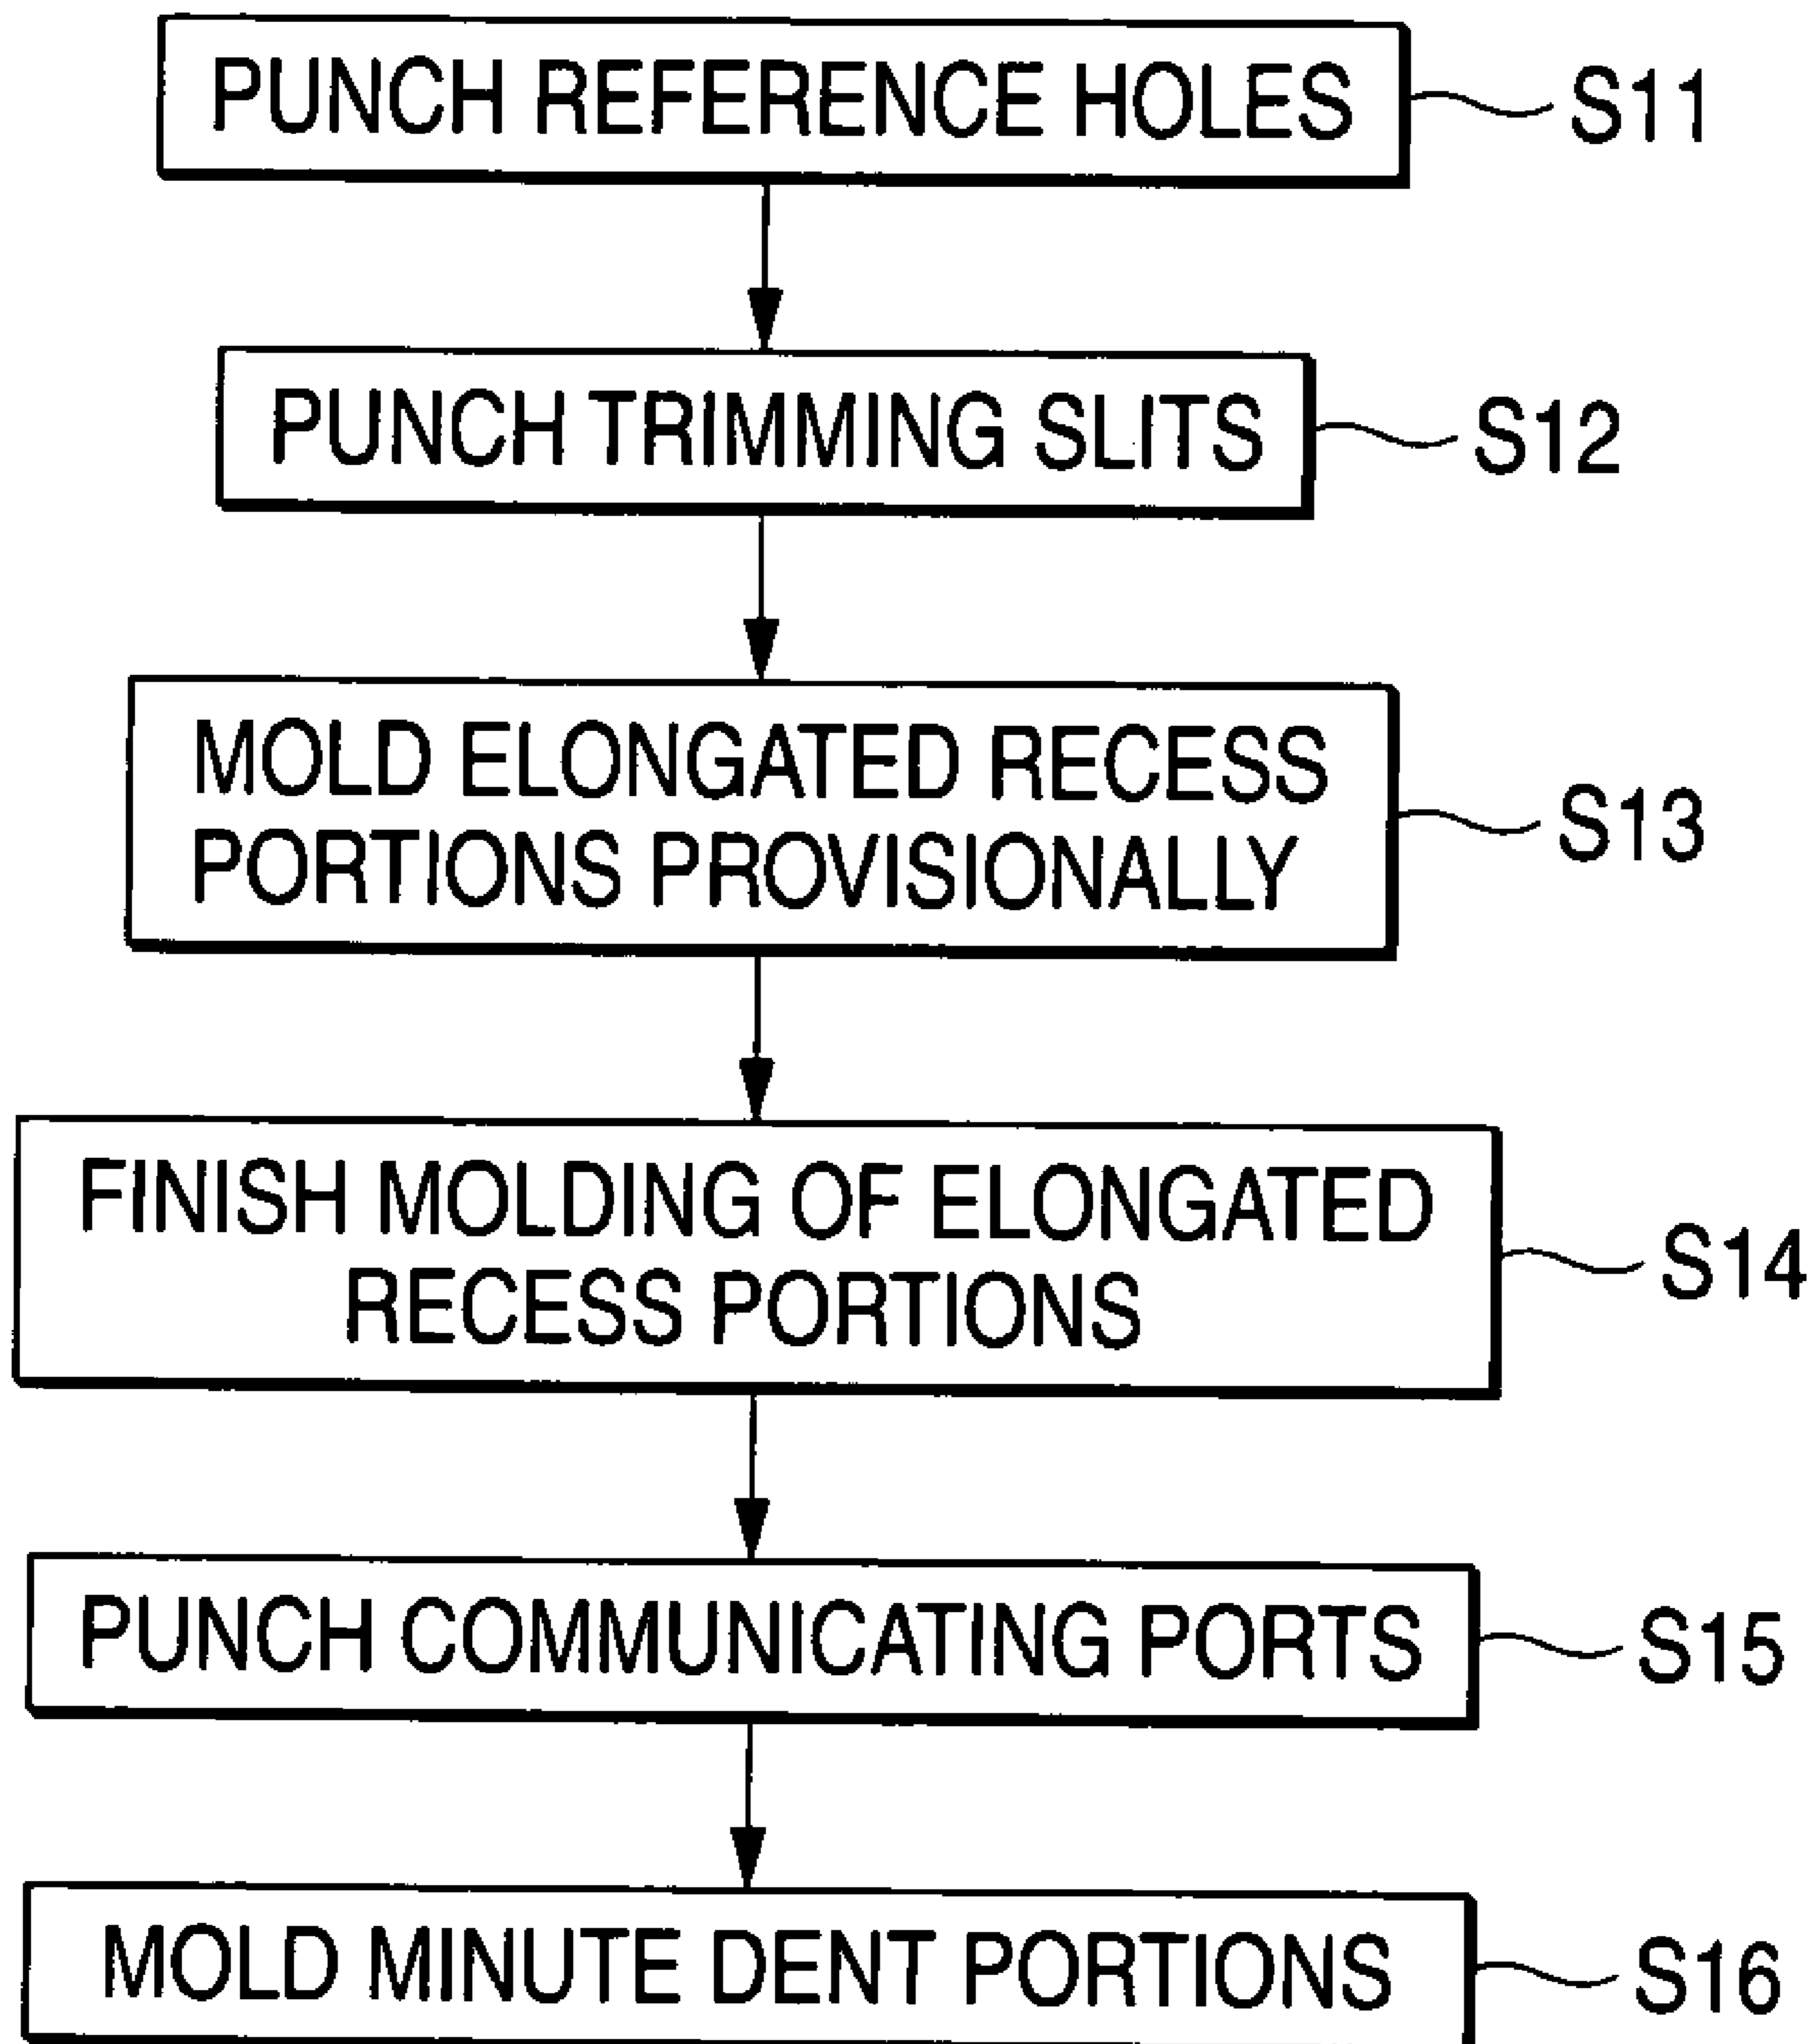 PUNCH REFERENCE HOLES
S11
PUNCH TRIMMING SLITS
S12
MOLD ELONGATED RECESS
PORTIONS PROVISIONALLY
S13
FINISH MOLDING OF ELONGATED
RECESS PORTIONS
S14
PUNCH COMMUNICATING PORTS
S15
MOLD MINUTE DENT PORTIONS
S16